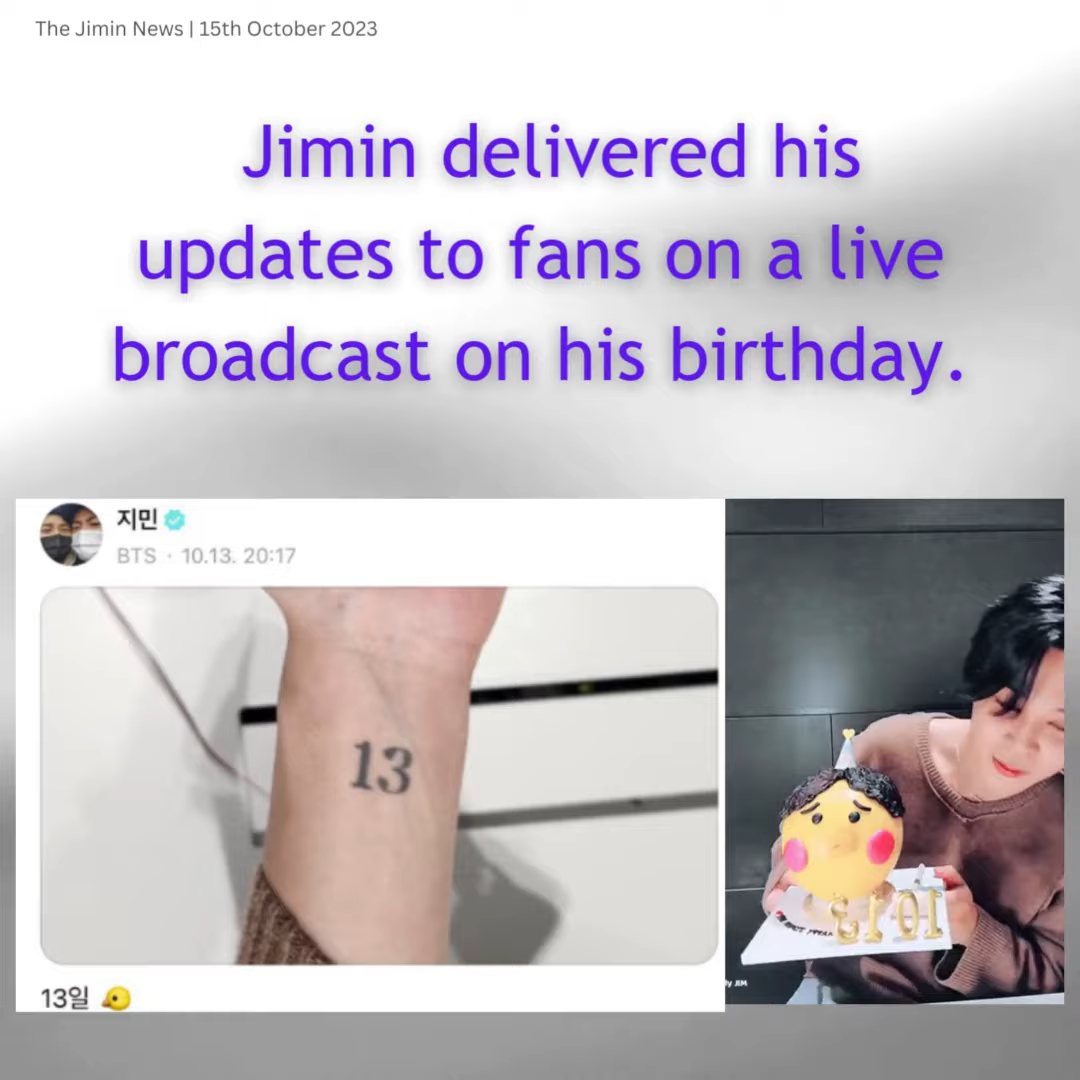 The Jimin News | 15th October 2023
Jimin delivered his
updates to fans on a live
broadcast on his birthday.
지민
BTS · 10.13. 20:17
13
13일 🐤
1013
JIM